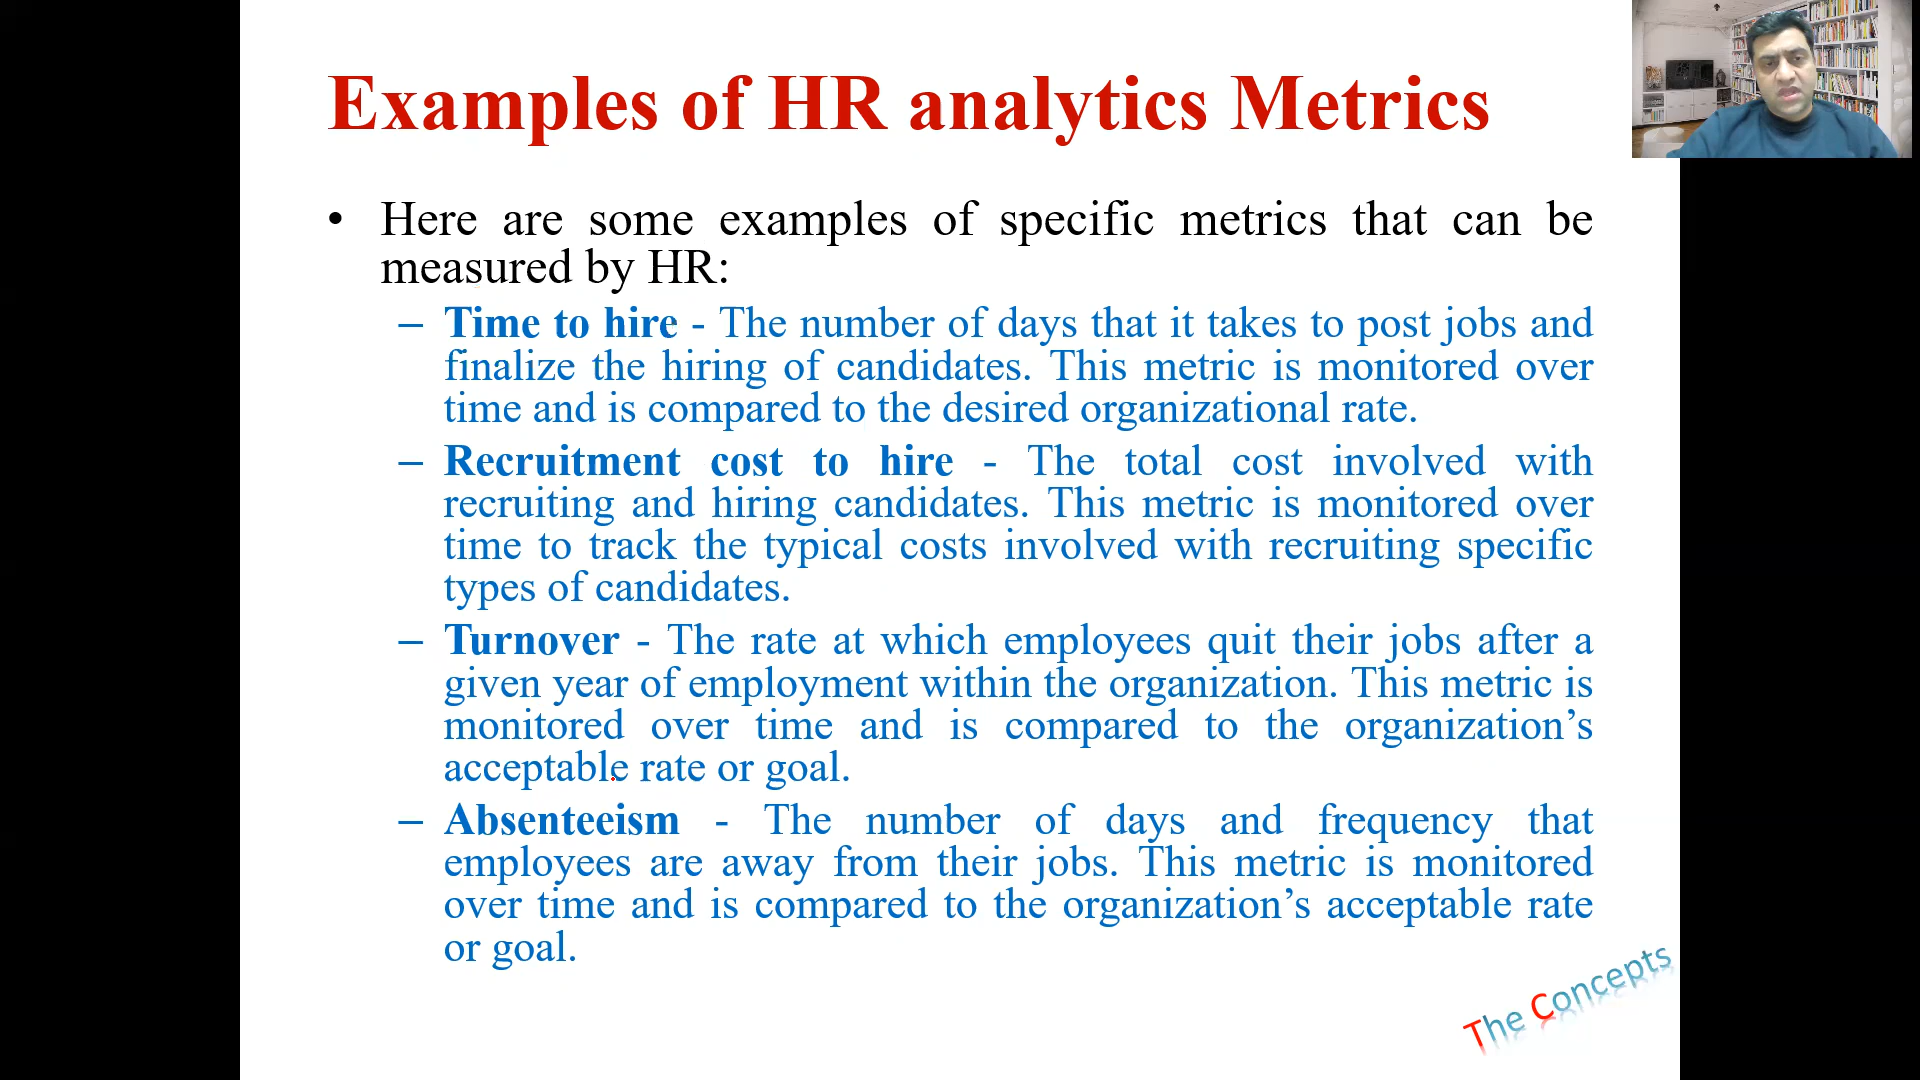 Examples of HR analytics Metrics
• Here are some examples of specific metrics that can be
measured by HR:
– Time to hire - The number of days that it takes to post jobs and
finalize the hiring of candidates. This metric is monitored over
time and is compared to the desired organizational rate.
– Recruitment cost to hire - The total cost involved with
recruiting and hiring candidates. This metric is monitored over
time to track the typical costs involved with recruiting specific
types of candidates.
– Turnover - The rate at which employees quit their jobs after a
given year of employment within the organization. This metric is
monitored over time and is compared to the organization’s
acceptable rate or goal.
– Absenteeism - The number of days and frequency that
employees are away from their jobs. This metric is monitored
over time and is compared to the organization’s acceptable rate
or goal.
The Concepts